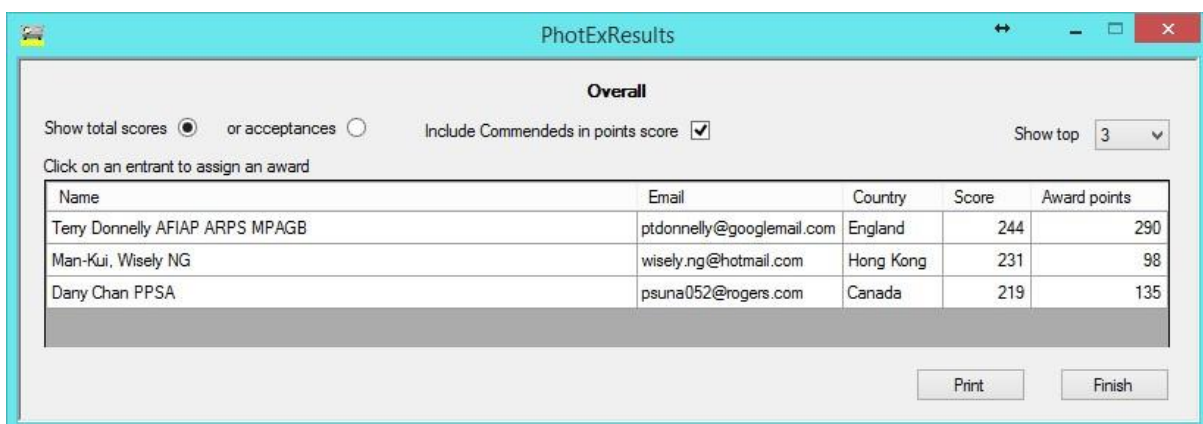 PhotExResults
Overall
Show total scores or acceptances Include Commendeds in points score Show top 3
Click on an entrant to assign an award
Name Email Country Score Award points
Terry Donnelly AFIAP ARPS MPAGB ptdonnelly@googlemail.com England 244 290
Man-Kui, Wisely NG wisely.ng@hotmail.com Hong Kong 231 98
Dany Chan PPSA psuna052@rogers.com Canada 219 135
Print Finish